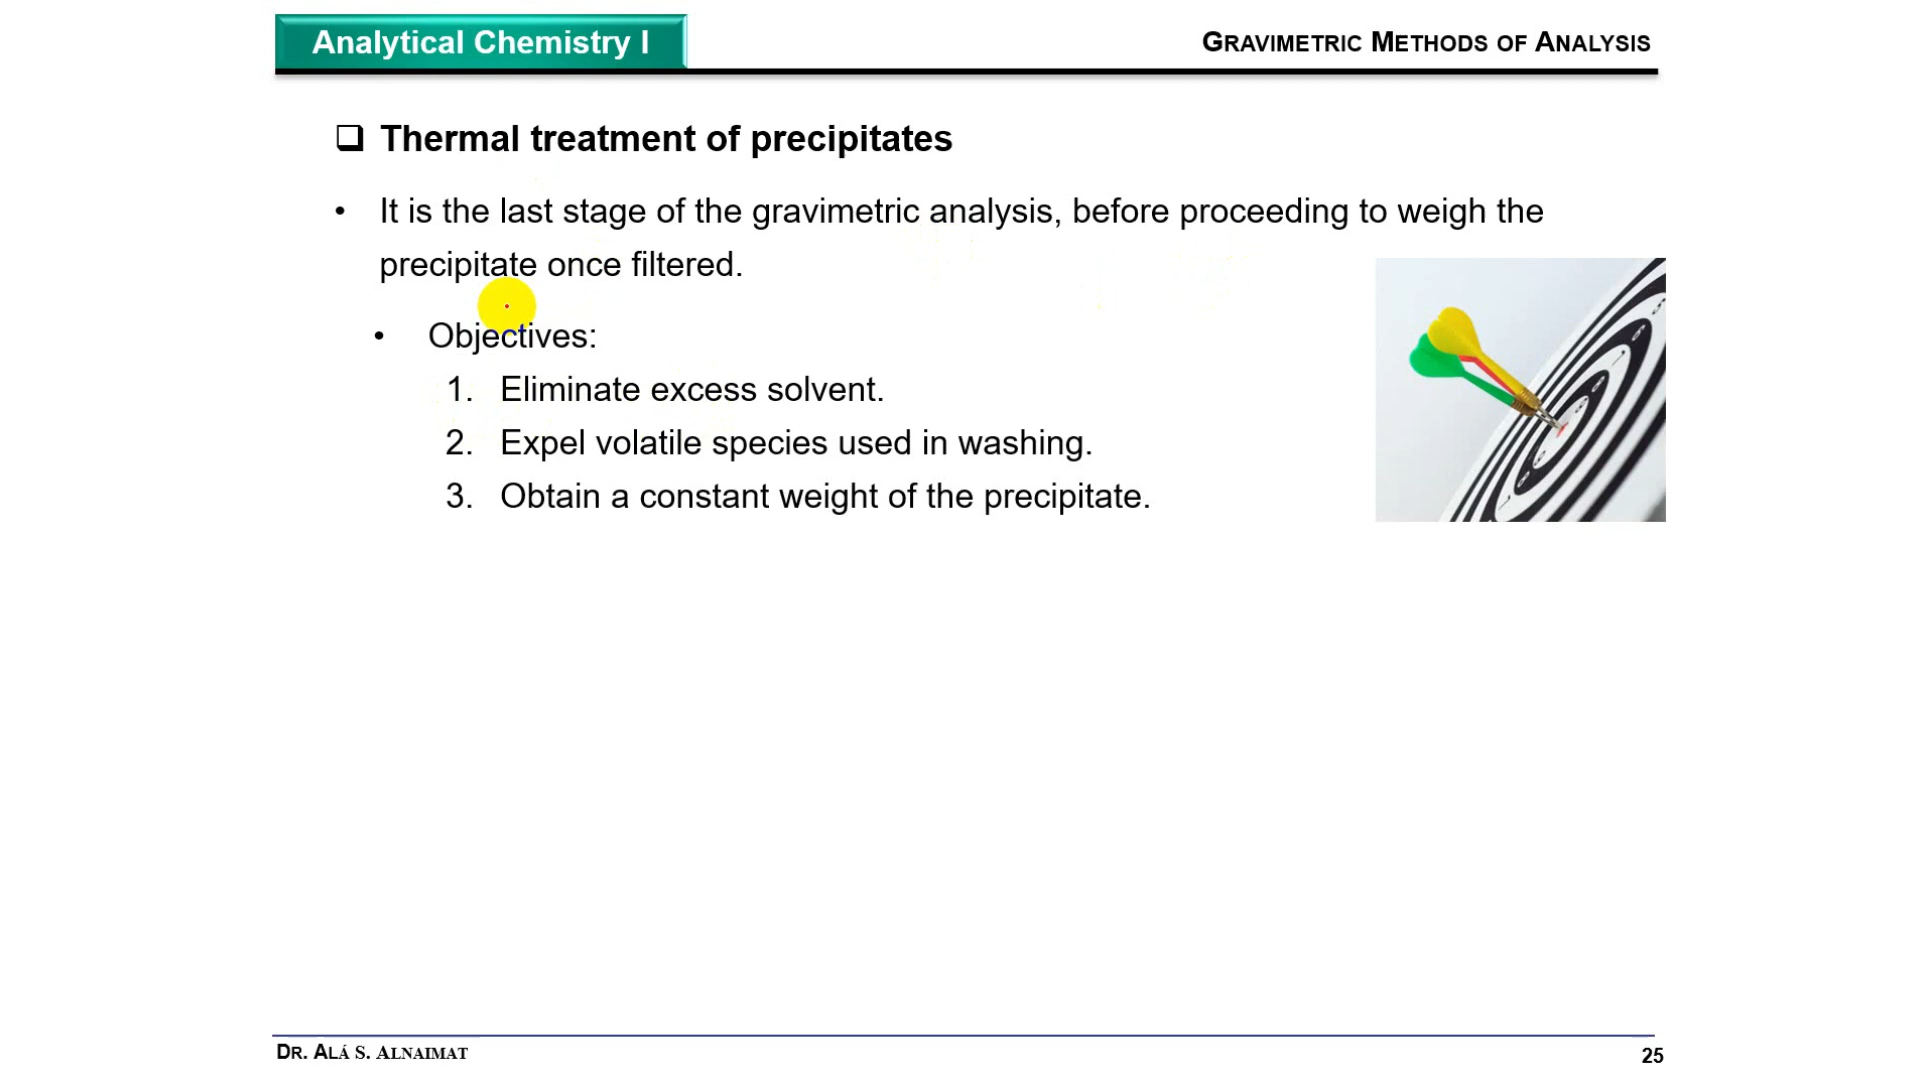 Analytical Chemistry I
GRAVIMETRIC METHODS OF ANALYSIS
Thermal treatment of precipitates
• It is the last stage of the gravimetric analysis, before proceeding to weigh the
precipitate once filtered.
• Objectives:
1. Eliminate excess solvent.
2. Expel volatile species used in washing.
3. Obtain a constant weight of the precipitate.
DR. ALÁ S. ALNAIMAT
25